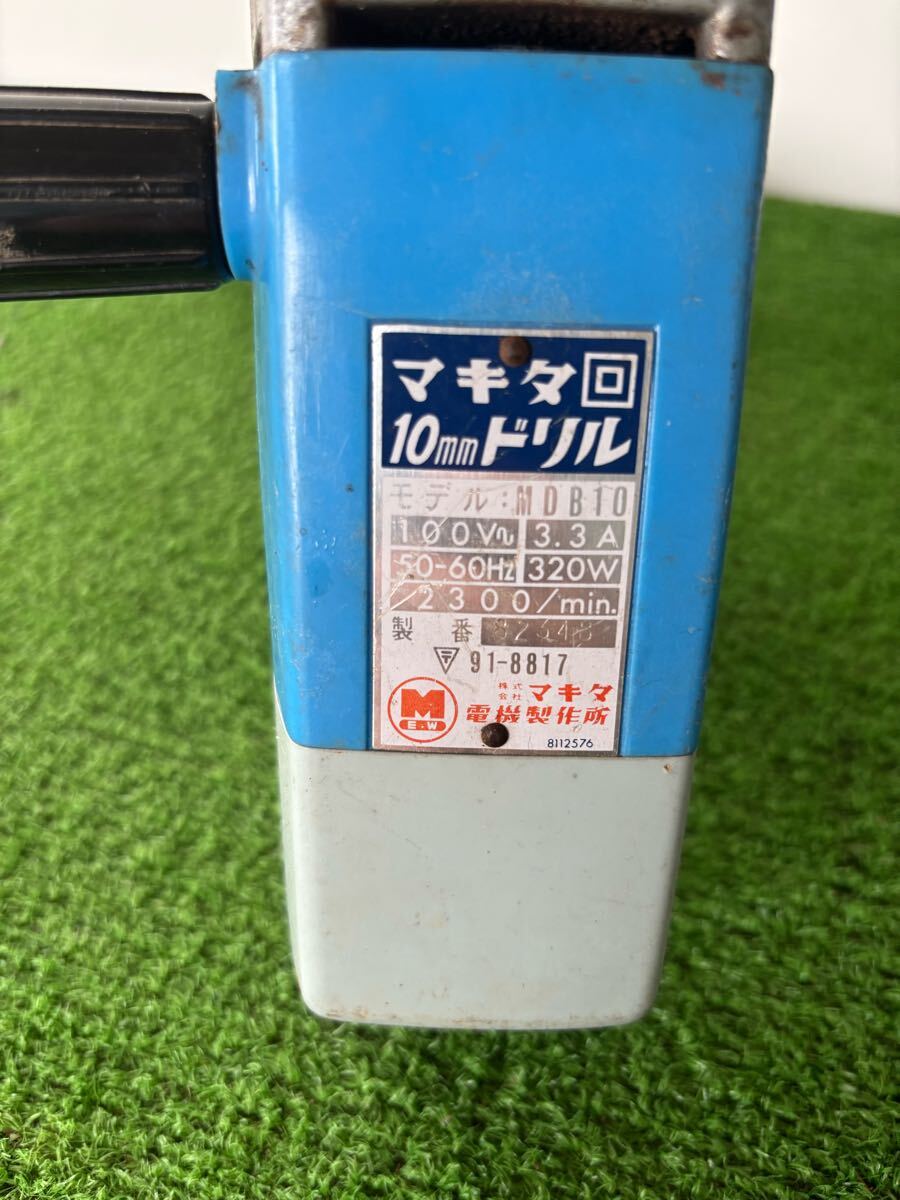 マキタ 回
10mmドリル
モデル:MDB10
100V~ 3.3A
50-60Hz 320W
2300/min.
製 番
〒 91-8817
M
E.W
株式会社 マキタ
電機製作所
8112576